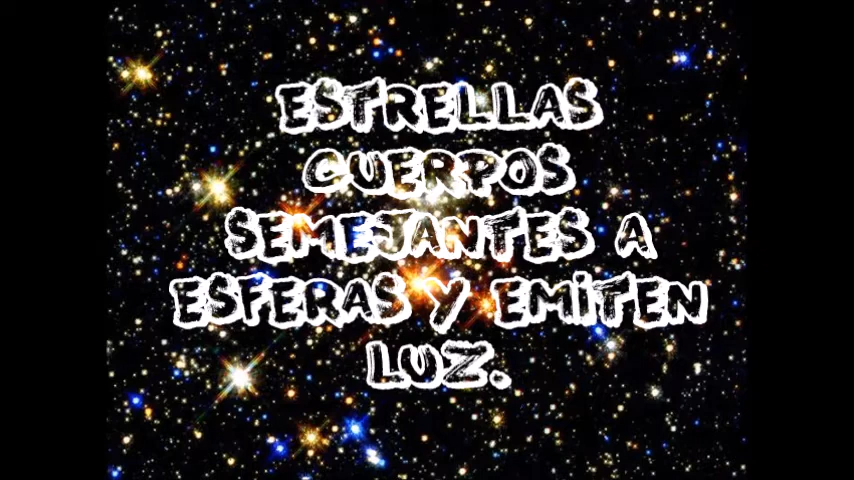 ESTRELLAS
CUERPOS
SEMEJANTES A
ESFERAS Y EMITEN
LUZ.